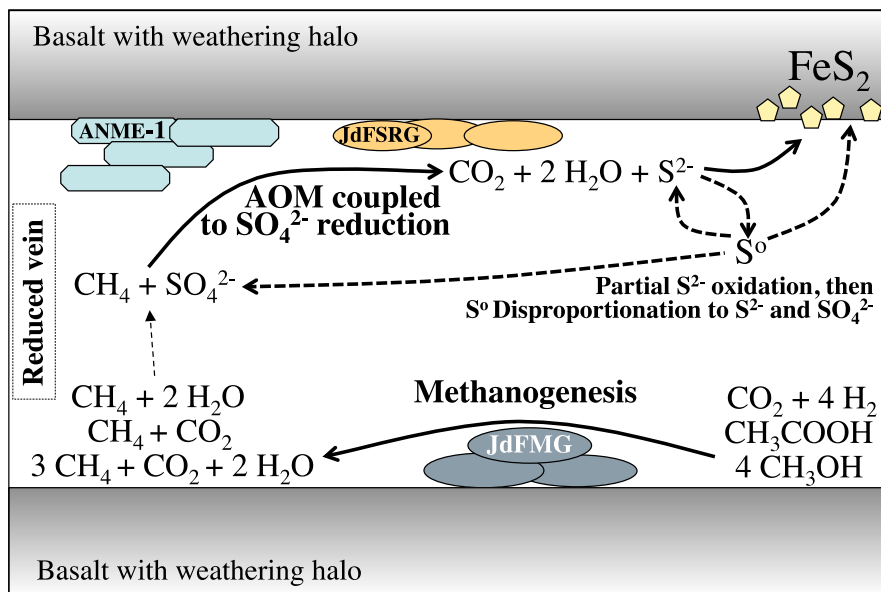 Basalt with weathering halo
FeS₂
ANME-1
JdFSRG
CO₂ + 2 H₂O + S²⁻
AOM coupled
to SO₄²⁻ reduction
Sᵒ
CH₄ + SO₄²⁻
Partial S²⁻ oxidation, then
Sᵒ Disproportionation to S²⁻ and SO₄²⁻
Reduced vein
CH₄ + 2 H₂O
CH₄ + CO₂
3 CH₄ + CO₂ + 2 H₂O
Methanogenesis
JdFMG
CO₂ + 4 H₂
CH₃COOH
4 CH₃OH
Basalt with weathering halo